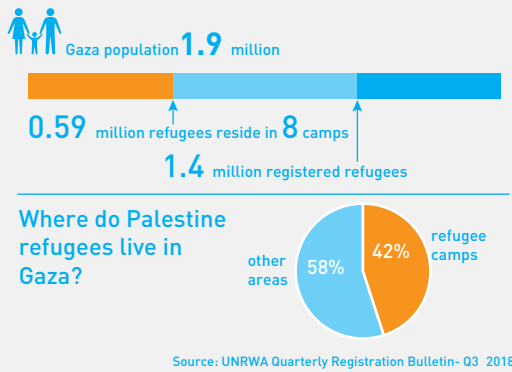 Gaza population 1.9 million
0.59 million refugees reside in 8 camps
1.4 million registered refugees
Where do Palestine
refugees live in
Gaza?
other
areas
58%
42%
refugee
camps
Source: UNRWA Quarterly Registration Bulletin- Q3 2018